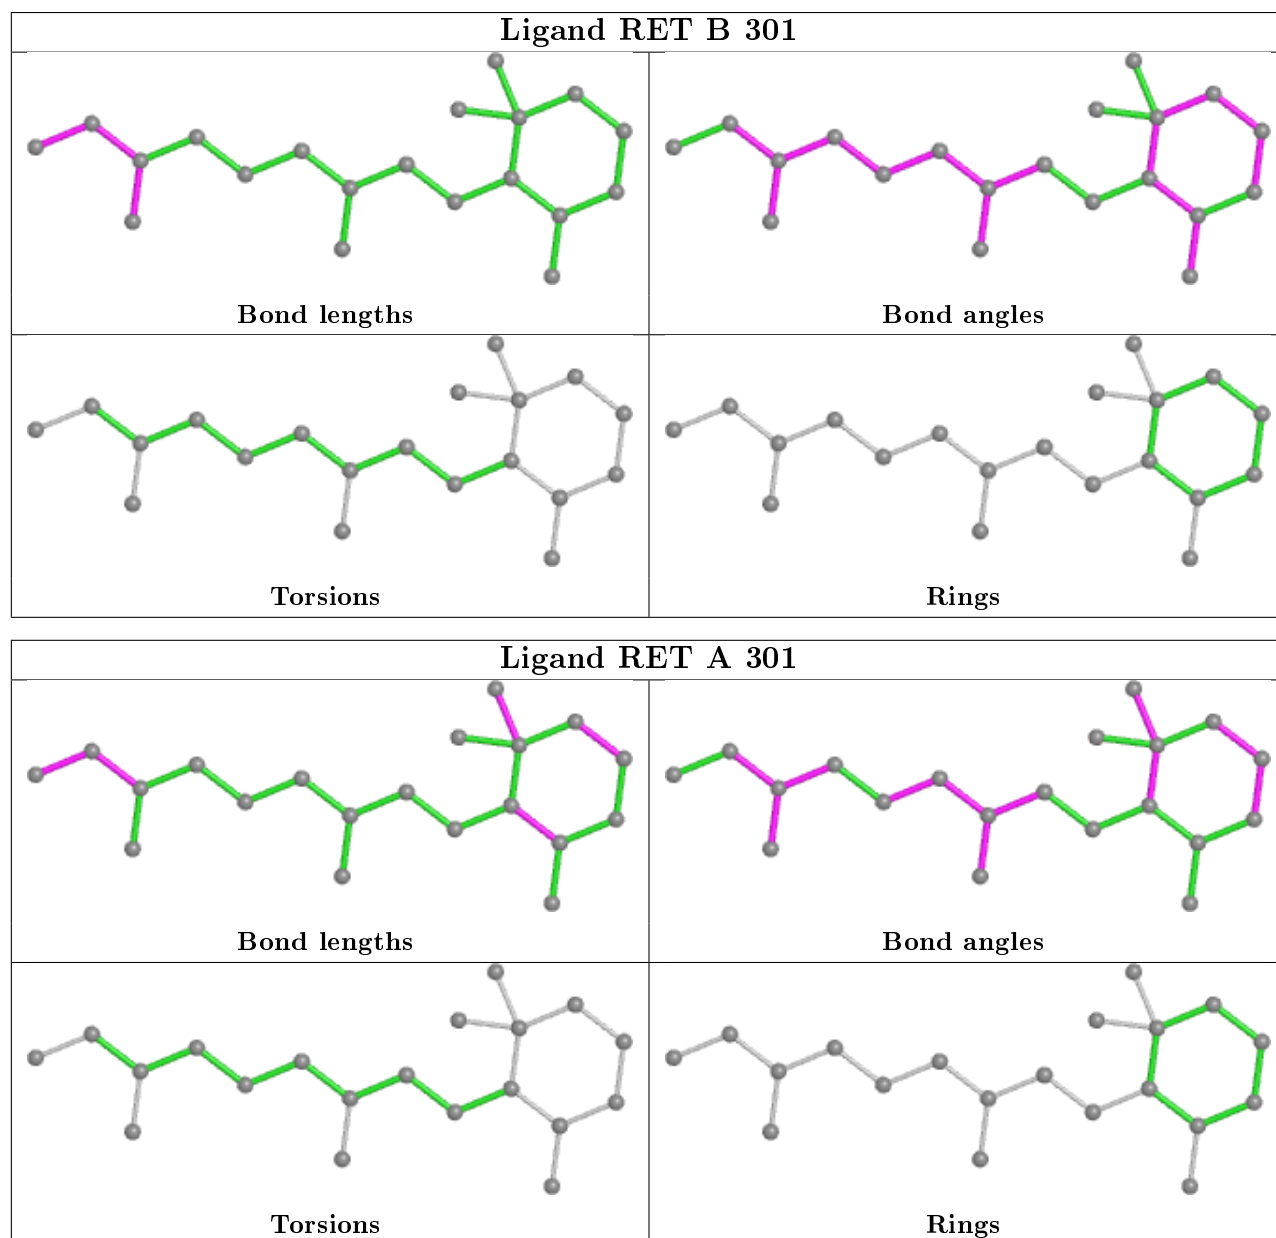 Ligand RET B 301
Bond lengths
Bond angles
Torsions
Rings
Ligand RET A 301
Bond lengths
Bond angles
Torsions
Rings